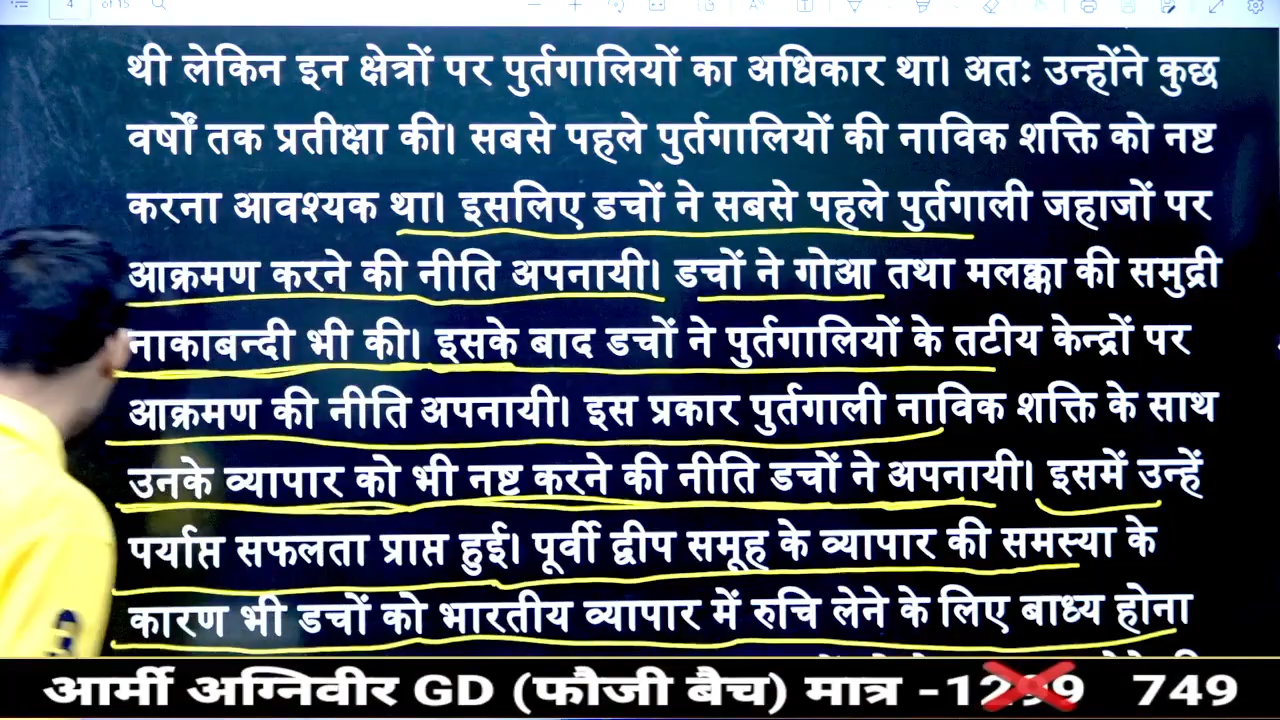 4 of 15
थी लेकिन इन क्षेत्रों पर पुर्तगालियों का अधिकार था। अतः उन्होंने कुछ
वर्षों तक प्रतीक्षा की। सबसे पहले पुर्तगालियों की नाविक शक्ति को नष्ट
करना आवश्यक था। इसलिए डचों ने सबसे पहले पुर्तगाली जहाजों पर
आक्रमण करने की नीति अपनायी। डचों ने गोआ तथा मलक्का की समुद्री
नाकाबन्दी भी की। इसके बाद डचों ने पुर्तगालियों के तटीय केन्द्रों पर
आक्रमण की नीति अपनायी। इस प्रकार पुर्तगाली नाविक शक्ति के साथ
उनके व्यापार को भी नष्ट करने की नीति डचों ने अपनायी। इसमें उन्हें
पर्याप्त सफलता प्राप्त हुई। पूर्वी द्वीप समूह के व्यापार की समस्या के
कारण भी डचों को भारतीय व्यापार में रुचि लेने के लिए बाध्य होना
आर्मी अग्निवीर GD (फौजी बैच) मात्र -1299 749